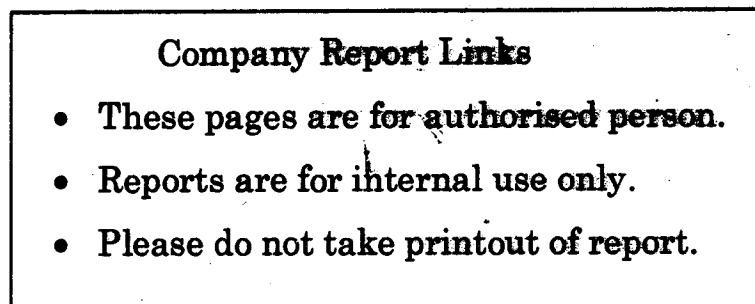 Company Report Links
• These pages are for authorised person.
• Reports are for internal use only.
• Please do not take printout of report.